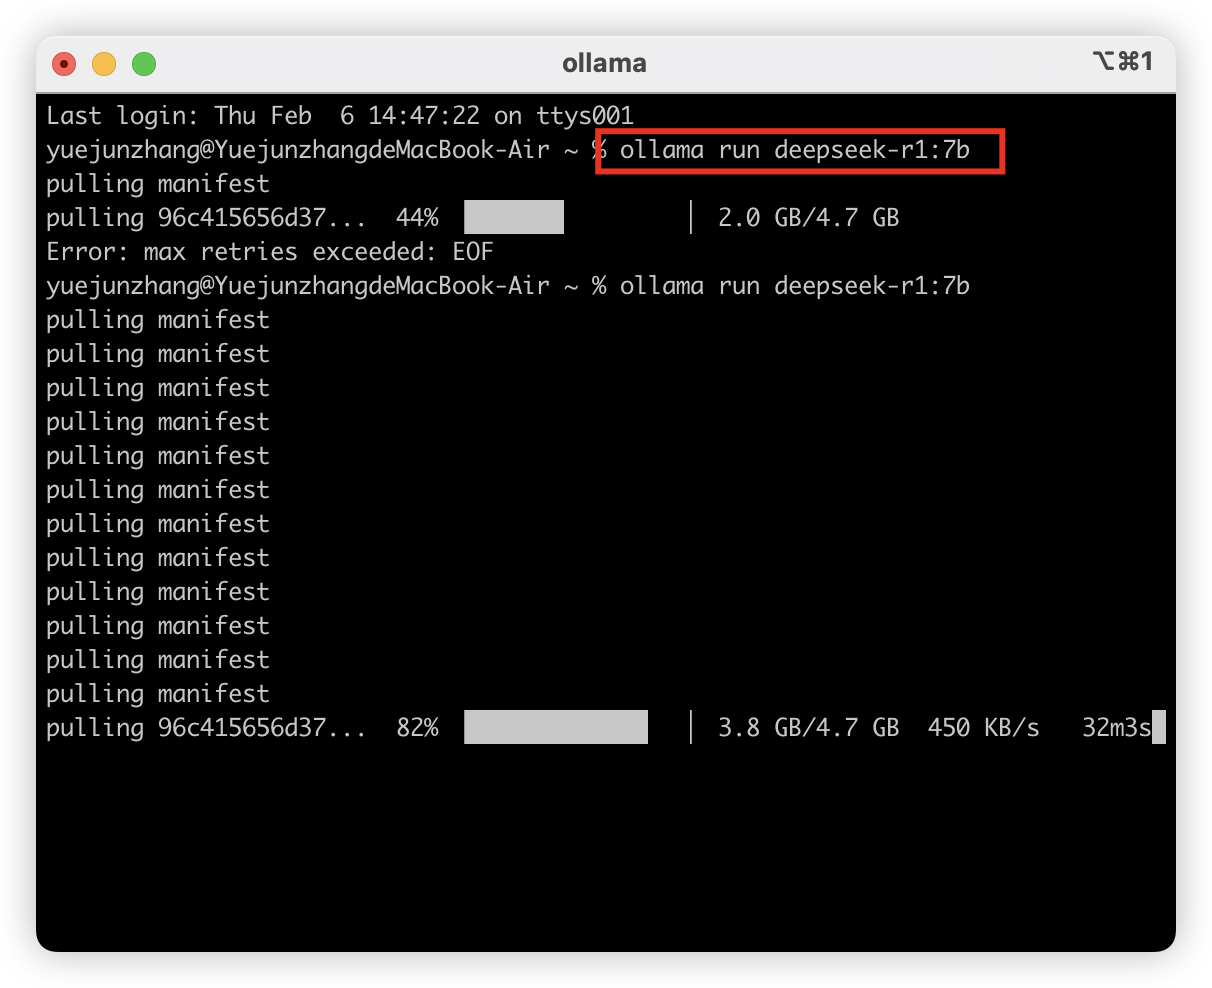 ollama
⌥⌘1
Last login: Thu Feb  6 14:47:22 on ttys001
yuejunzhang@YuejunzhangdeMacBook-Air ~ % ollama run deepseek-r1:7b
pulling manifest
pulling 96c415656d37...  44%  2.0 GB/4.7 GB
Error: max retries exceeded: EOF
yuejunzhang@YuejunzhangdeMacBook-Air ~ % ollama run deepseek-r1:7b
pulling manifest
pulling manifest
pulling manifest
pulling manifest
pulling manifest
pulling manifest
pulling manifest
pulling manifest
pulling manifest
pulling manifest
pulling manifest
pulling manifest
pulling 96c415656d37...  82%  3.8 GB/4.7 GB  450 KB/s   32m3s